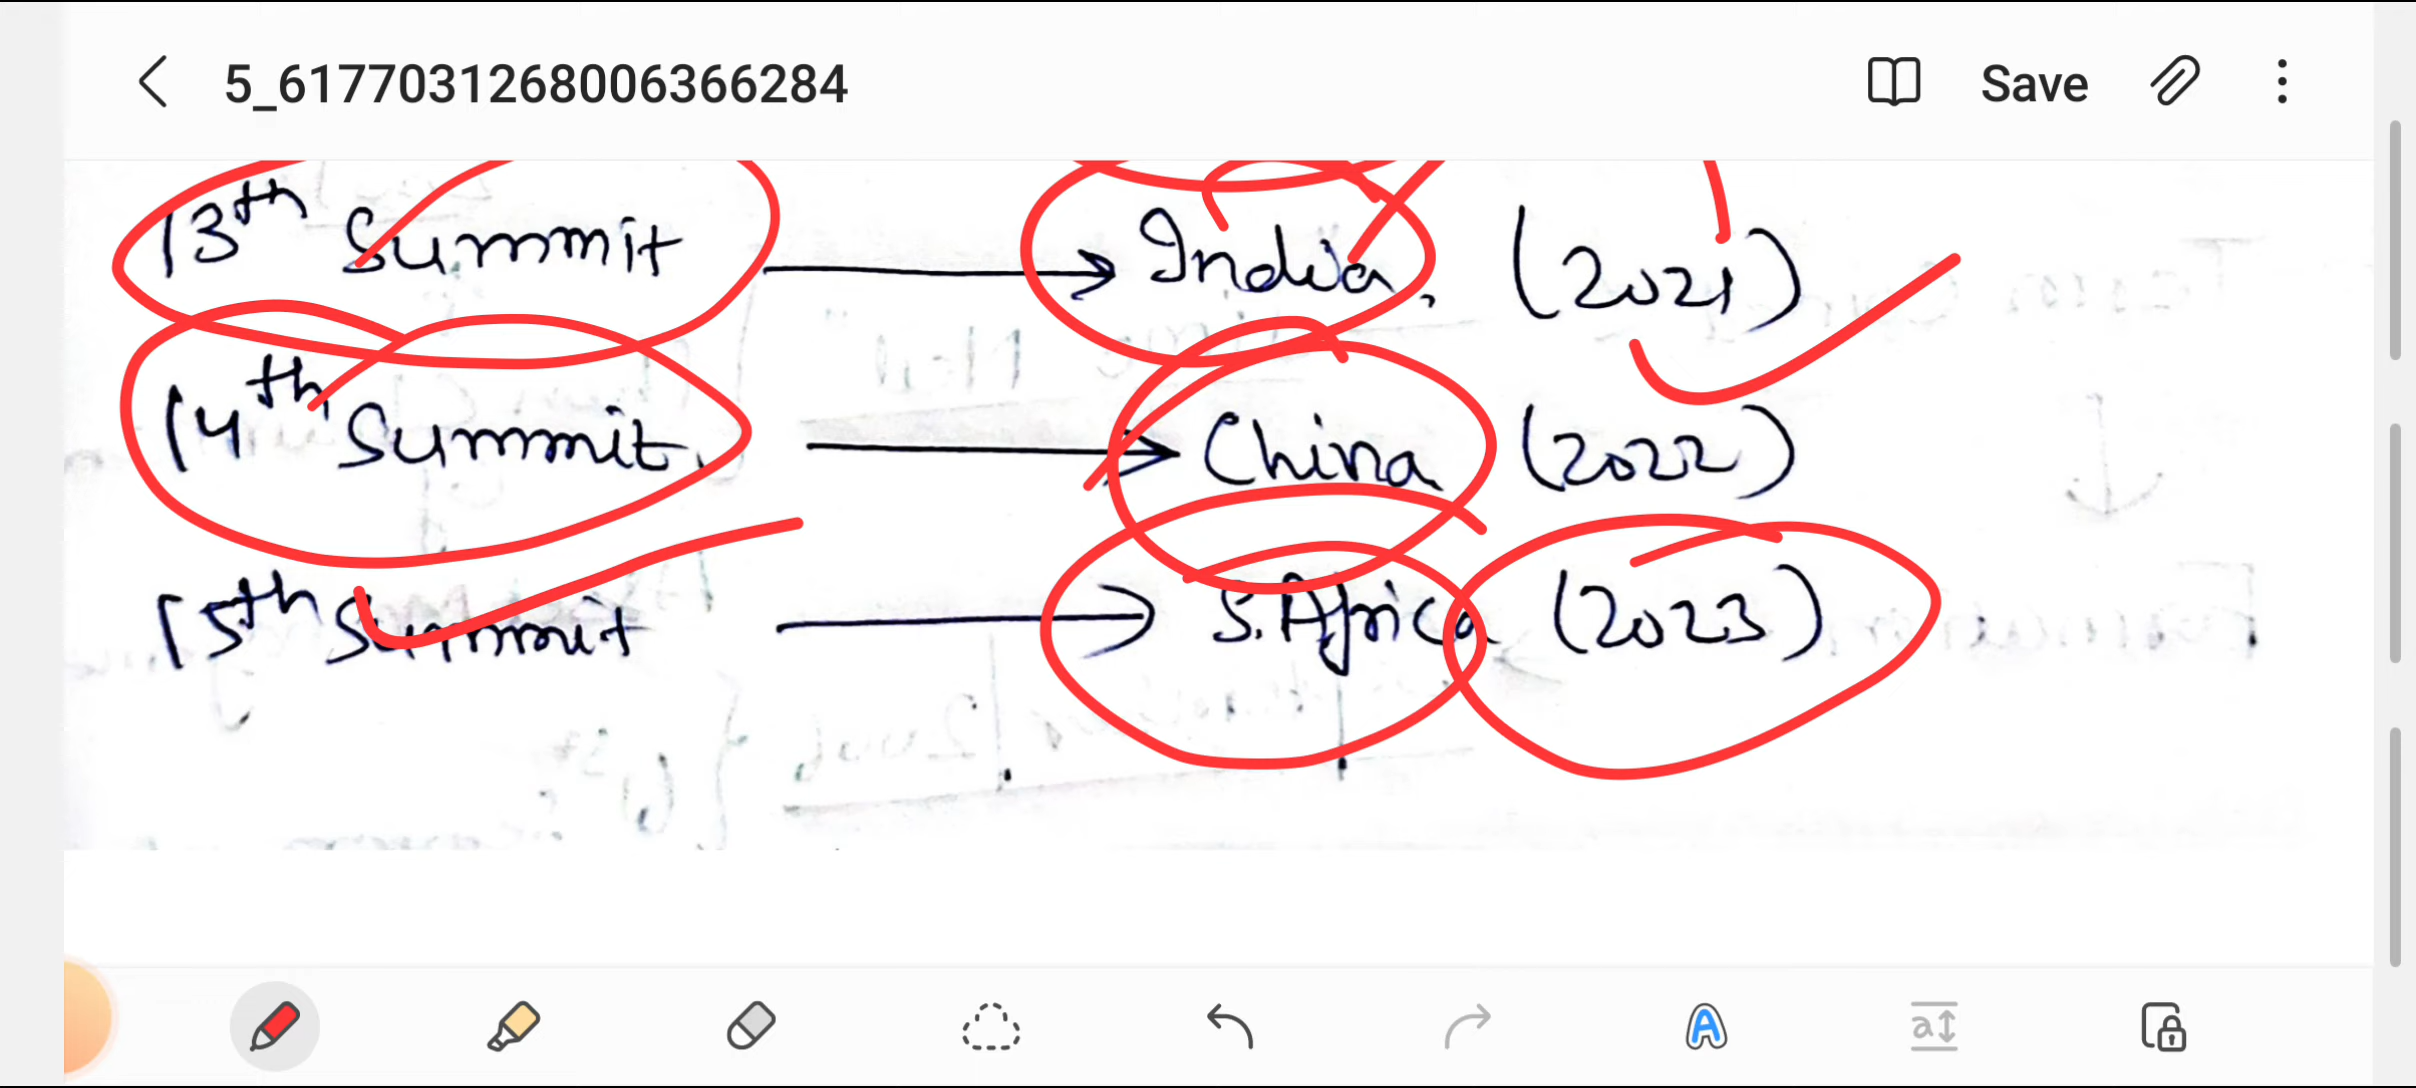 5_6177031268006366284 Save
13th Summit → India, (2021)
14th Summit. → China (2022)
15th Summit → S. Africa (2023)